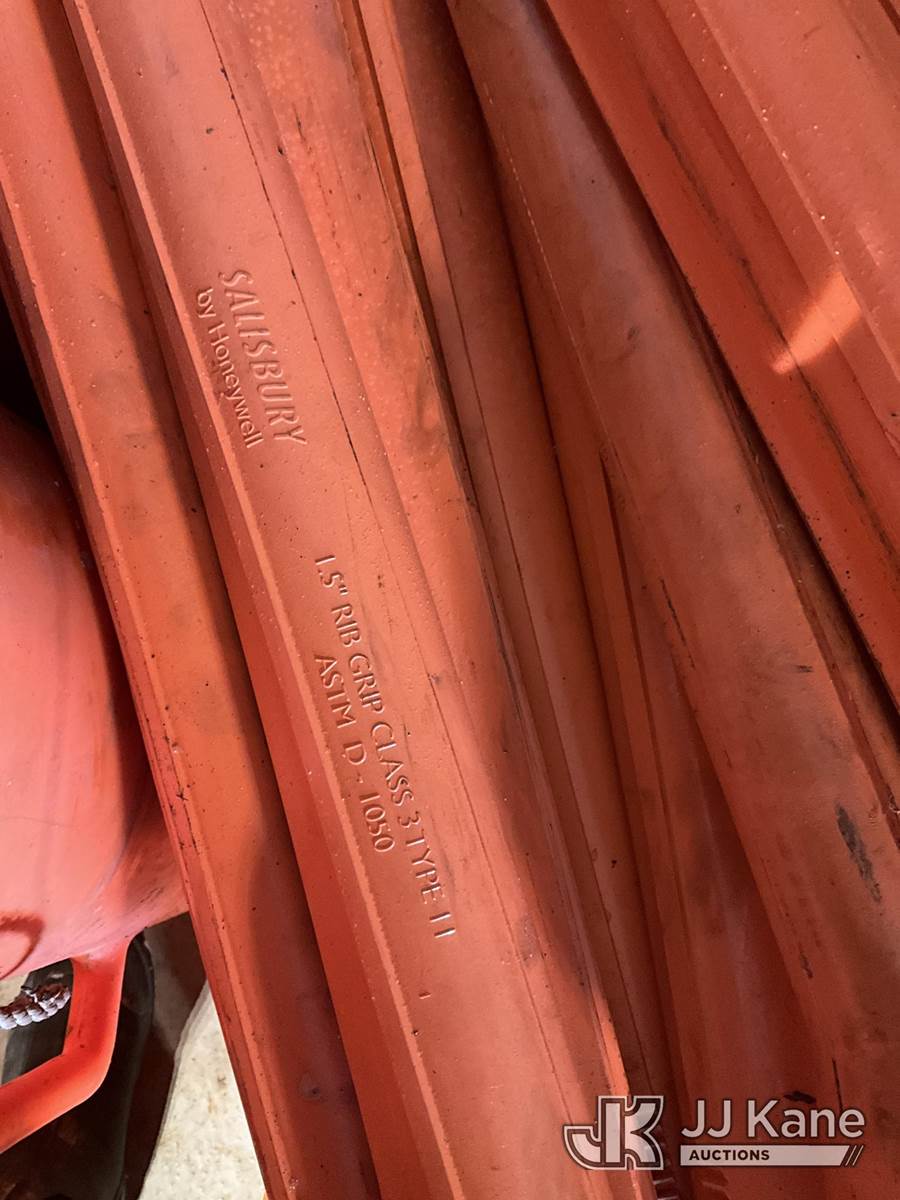 SALISBURY
by Honeywell
1.5" RIB GRIP CLASS 3 TYPE II
ASTM D - 1050
JK JJ Kane
AUCTIONS